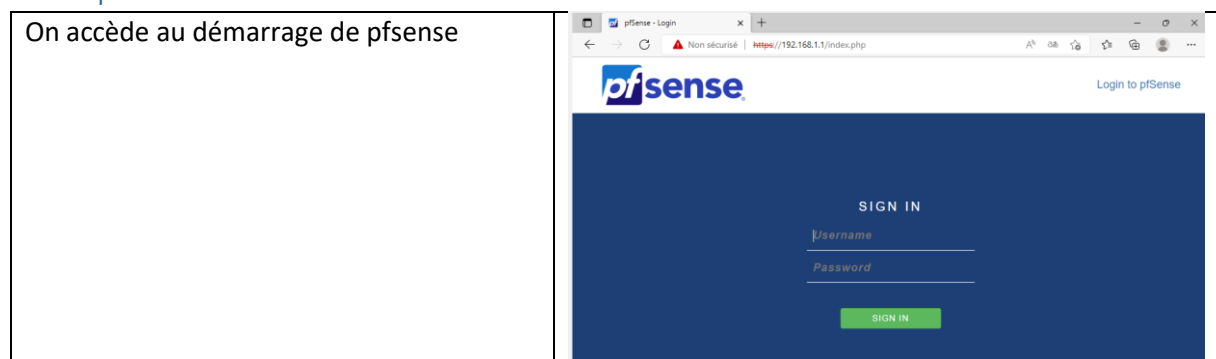 On accède au démarrage de pfsense
pfSense - Login
Non sécurisé | https://192.168.1.1/index.php
pfsense
Login to pfSense
SIGN IN
Username
Password
SIGN IN